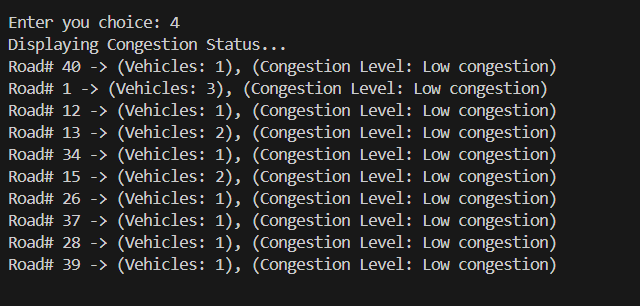 Enter you choice: 4
Displaying Congestion Status...
Road# 40 -> (Vehicles: 1), (Congestion Level: Low congestion)
Road# 1 -> (Vehicles: 3), (Congestion Level: Low congestion)
Road# 12 -> (Vehicles: 1), (Congestion Level: Low congestion)
Road# 13 -> (Vehicles: 2), (Congestion Level: Low congestion)
Road# 34 -> (Vehicles: 1), (Congestion Level: Low congestion)
Road# 15 -> (Vehicles: 2), (Congestion Level: Low congestion)
Road# 26 -> (Vehicles: 1), (Congestion Level: Low congestion)
Road# 37 -> (Vehicles: 1), (Congestion Level: Low congestion)
Road# 28 -> (Vehicles: 1), (Congestion Level: Low congestion)
Road# 39 -> (Vehicles: 1), (Congestion Level: Low congestion)